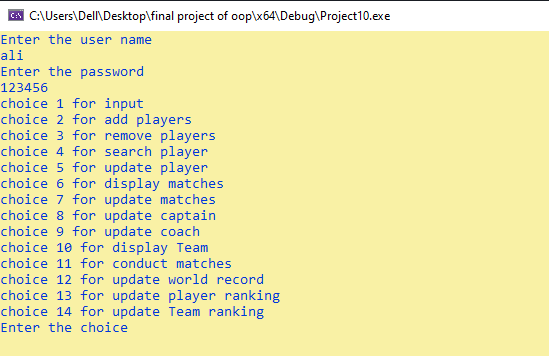 C:\Users\Dell\Desktop\final project of oop\x64\Debug\Project10.exe
Enter the user name
ali
Enter the password
123456
choice 1 for input
choice 2 for add players
choice 3 for remove players
choice 4 for search player
choice 5 for update player
choice 6 for display matches
choice 7 for update matches
choice 8 for update captain
choice 9 for update coach
choice 10 for display Team
choice 11 for conduct matches
choice 12 for update world record
choice 13 for update player ranking
choice 14 for update Team ranking
Enter the choice